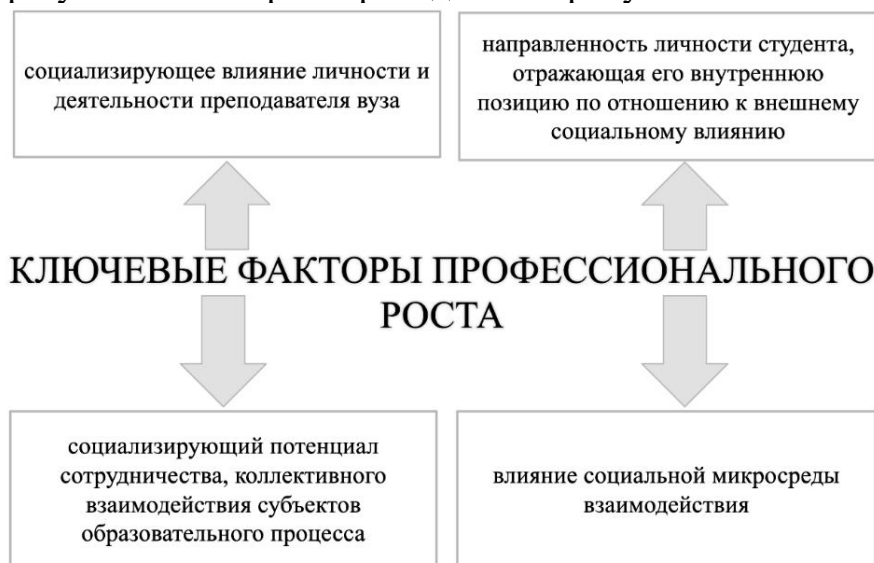 социализирующее влияние личности и
деятельности преподавателя вуза
направленность личности студента,
отражающая его внутреннюю
позицию по отношению к внешнему
социальному влиянию
КЛЮЧЕВЫЕ ФАКТОРЫ ПРОФЕССИОНАЛЬНОГО
РОСТА
социализирующий потенциал
сотрудничества, коллективного
взаимодействия субъектов
образовательного процесса
влияние социальной микросреды
взаимодействия